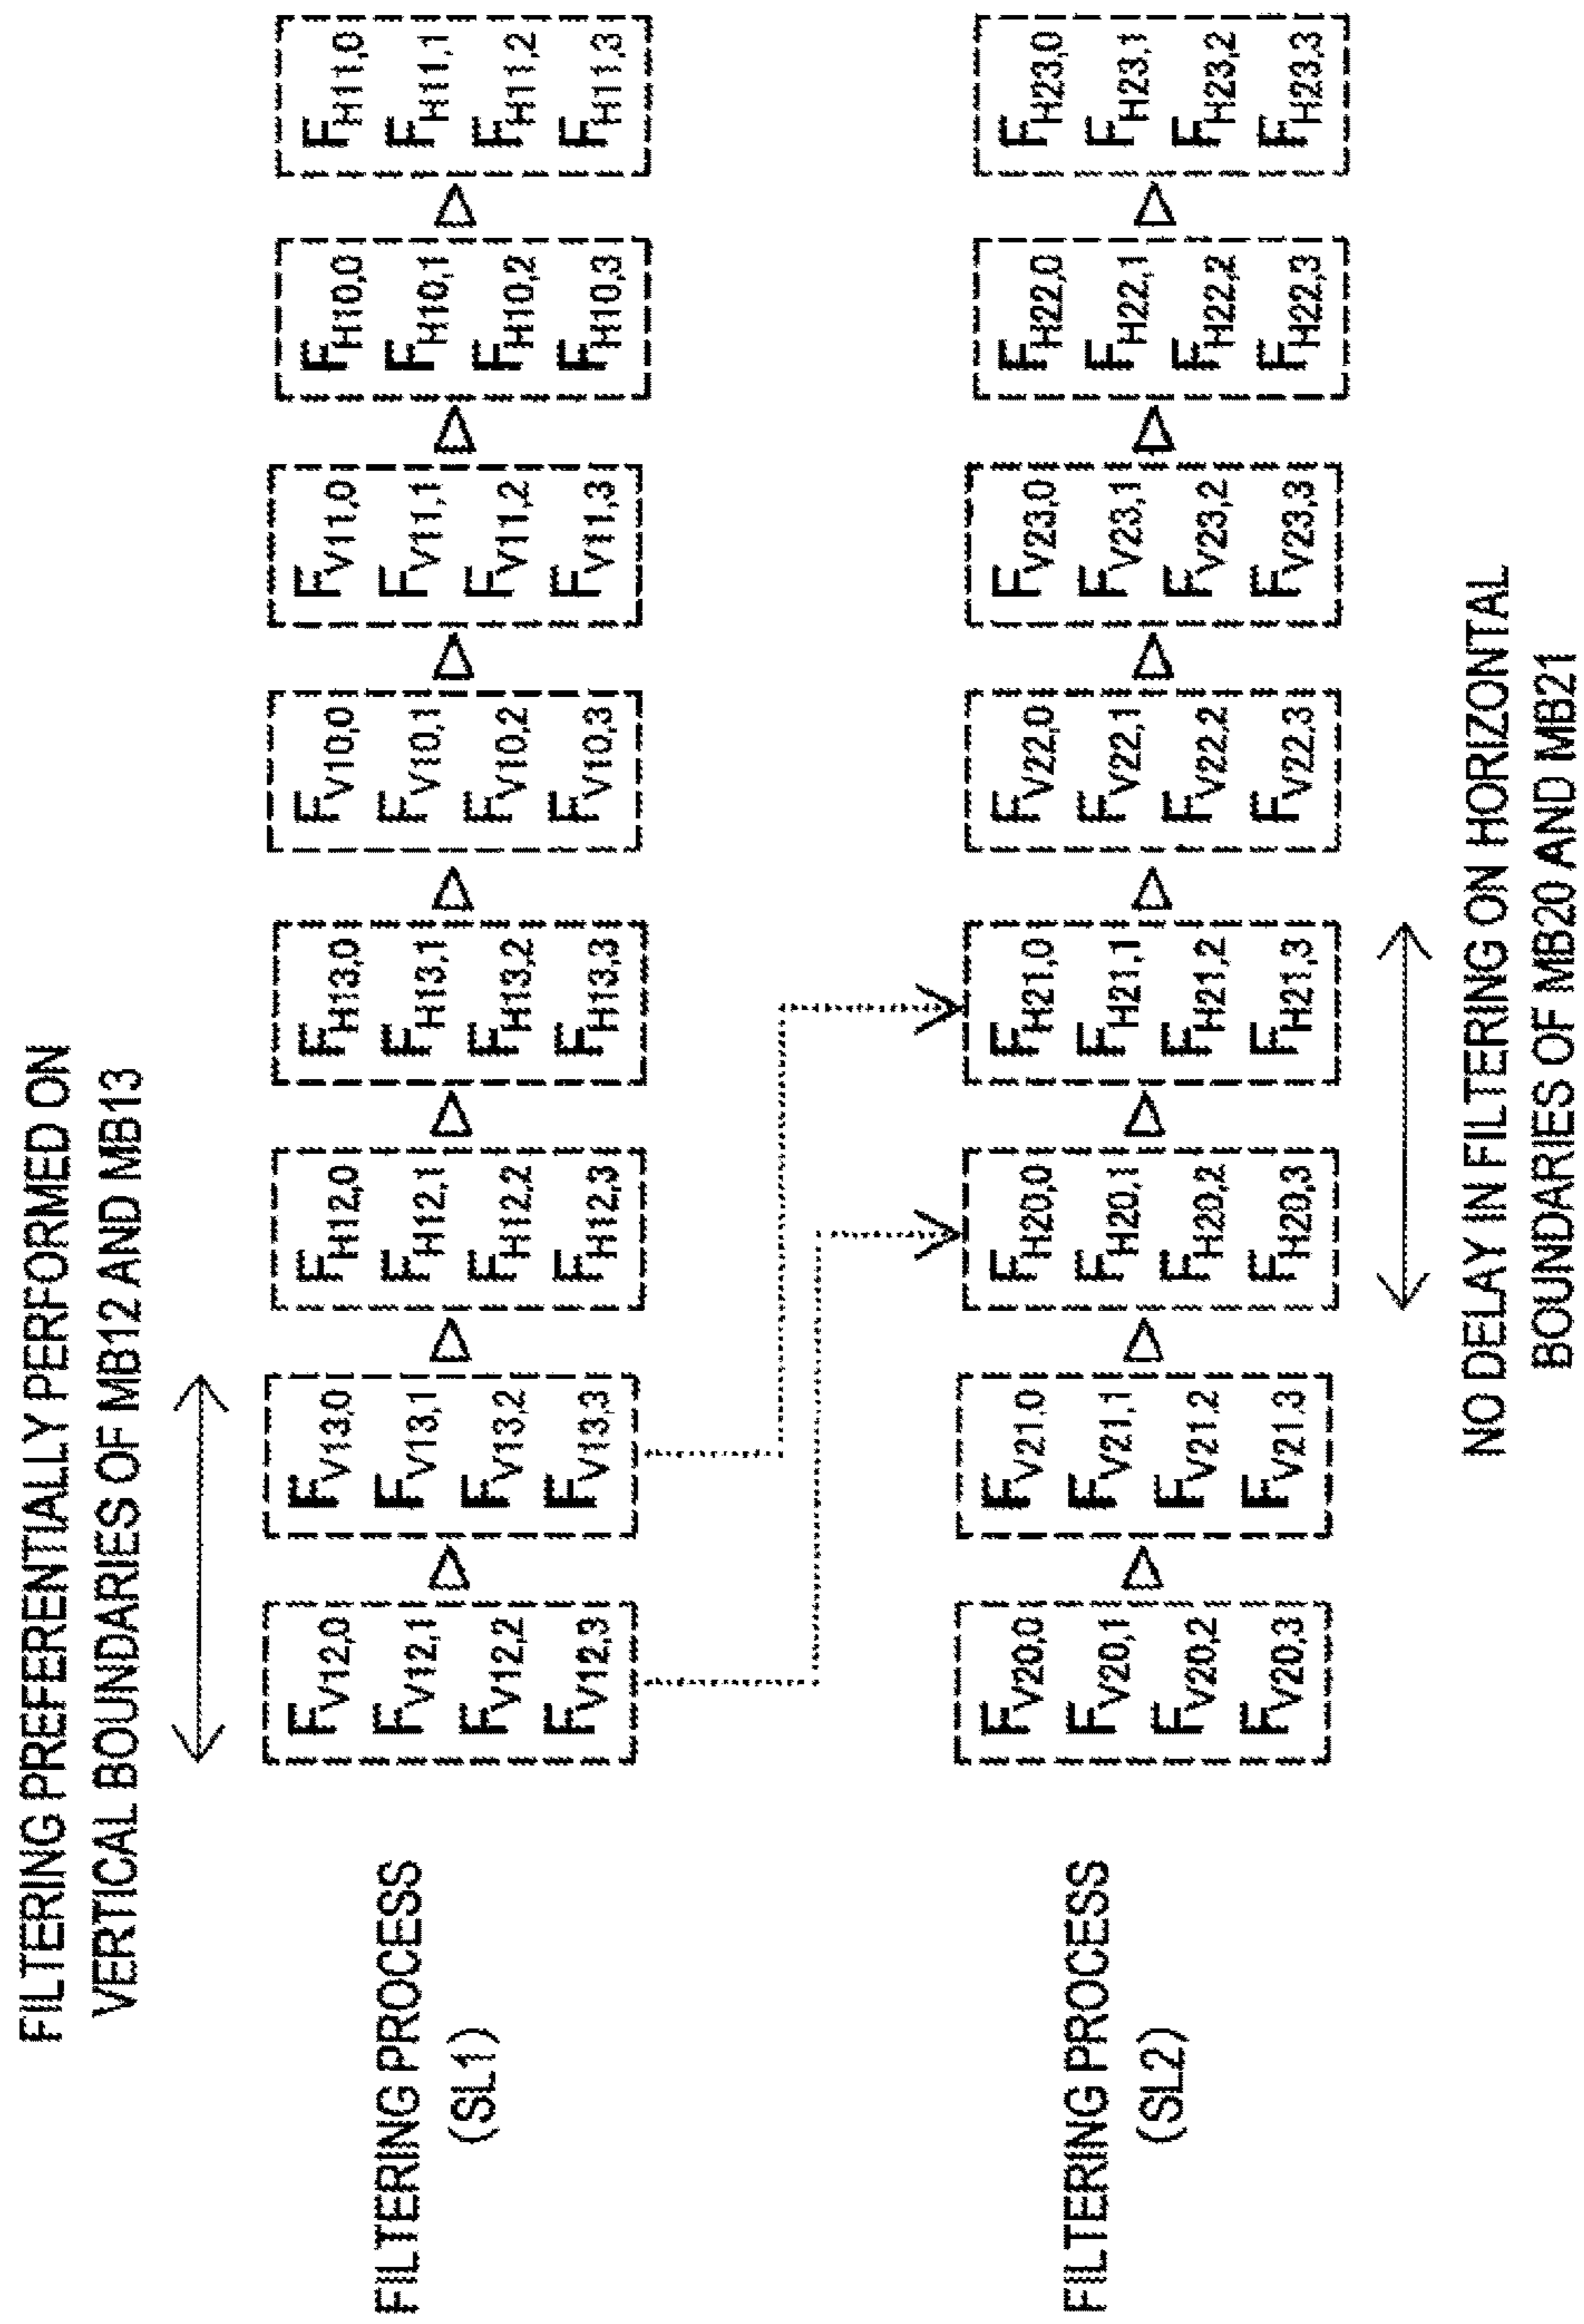 FILTERING PREFERENTIALLY PERFORMED ON
VERTICAL BOUNDARIES OF MB12 AND MB13
FILTERING PROCESS
(SL1)
FV12,0
FV12,1
FV12,2
FV12,3
FV13,0
FV13,1
FV13,2
FV13,3
FH12,0
FH12,1
FH12,2
FH12,3
FH13,0
FH13,1
FH13,2
FH13,3
FV10,0
FV10,1
FV10,2
FV10,3
FV11,0
FV11,1
FV11,2
FV11,3
FH10,0
FH10,1
FH10,2
FH10,3
FH11,0
FH11,1
FH11,2
FH11,3
FILTERING PROCESS
(SL2)
FV20,0
FV20,1
FV20,2
FV20,3
FV21,0
FV21,1
FV21,2
FV21,3
FH20,0
FH20,1
FH20,2
FH20,3
FH21,0
FH21,1
FH21,2
FH21,3
FV22,0
FV22,1
FV22,2
FV22,3
FV23,0
FV23,1
FV23,2
FV23,3
FH22,0
FH22,1
FH22,2
FH22,3
FH23,0
FH23,1
FH23,2
FH23,3
NO DELAY IN FILTERING ON HORIZONTAL
BOUNDARIES OF MB20 AND MB21